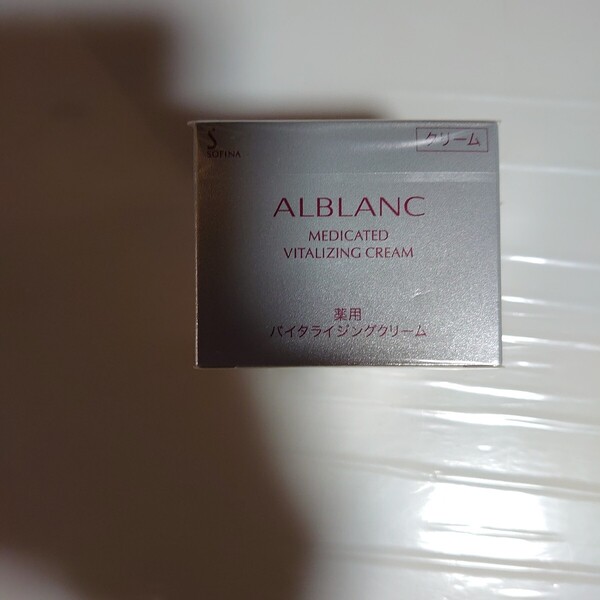 S
SOFINA
クリーム
ALBLANC
MEDICATED
VITALIZING CREAM
薬用
バイタライジングクリーム